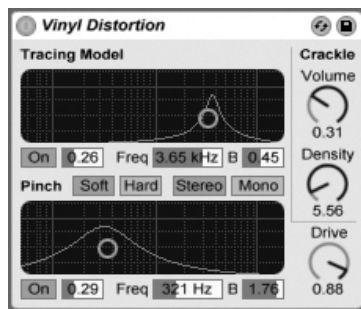 Vinyl Distortion
Tracing Model
Crackle
Volume
0.31
On 0.26 Freq 3.65 kHz B 0.45
Density
5.56
Pinch Soft Hard Stereo Mono
Drive
0.88
On 0.29 Freq 321 Hz B 1.76